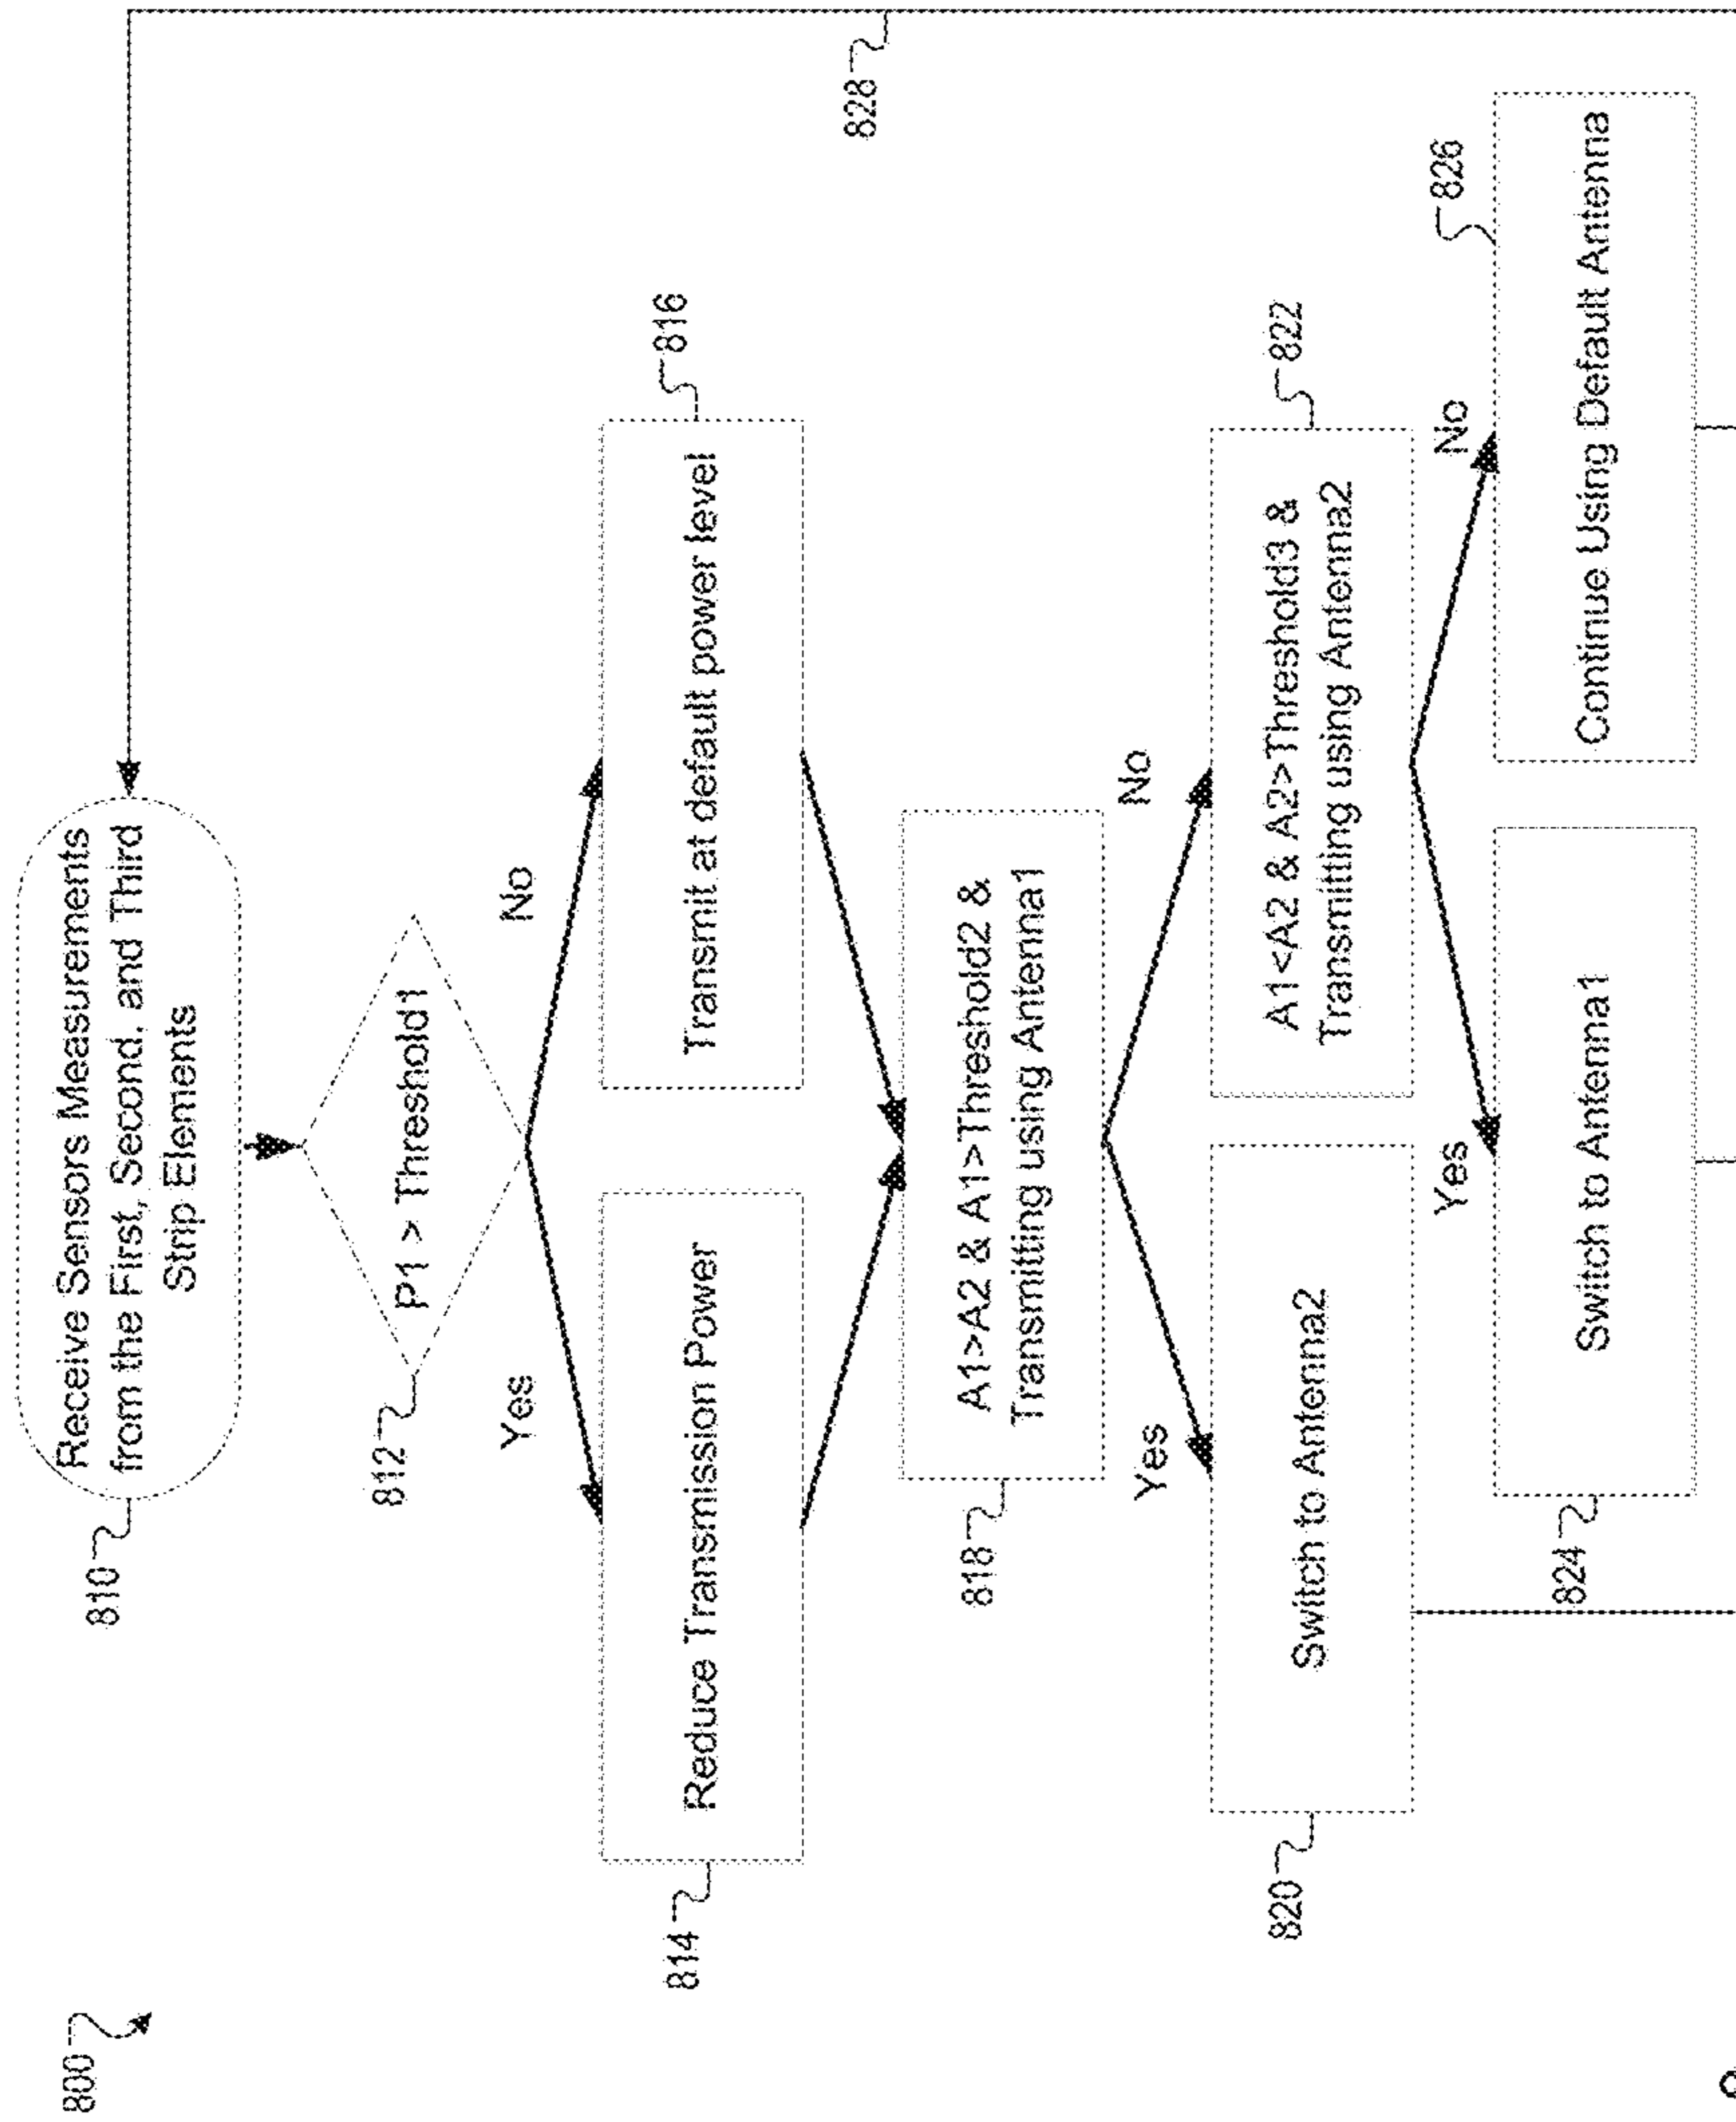 800
810
Receive Sensors Measurements
from the First, Second, and Third
Strip Elements
812
P1 > Threshold1
Yes
No
814
Reduce Transmission Power
Transmit at default power level
816
818
A1>A2 & A1>Threshold2 &
Transmitting using Antenna1
828
Yes
No
820
Switch to Antenna2
A1<A2 & A2>Threshold3 &
Transmitting using Antenna2
822
Yes
No
824
Switch to Antenna1
Continue Using Default Antenna
826